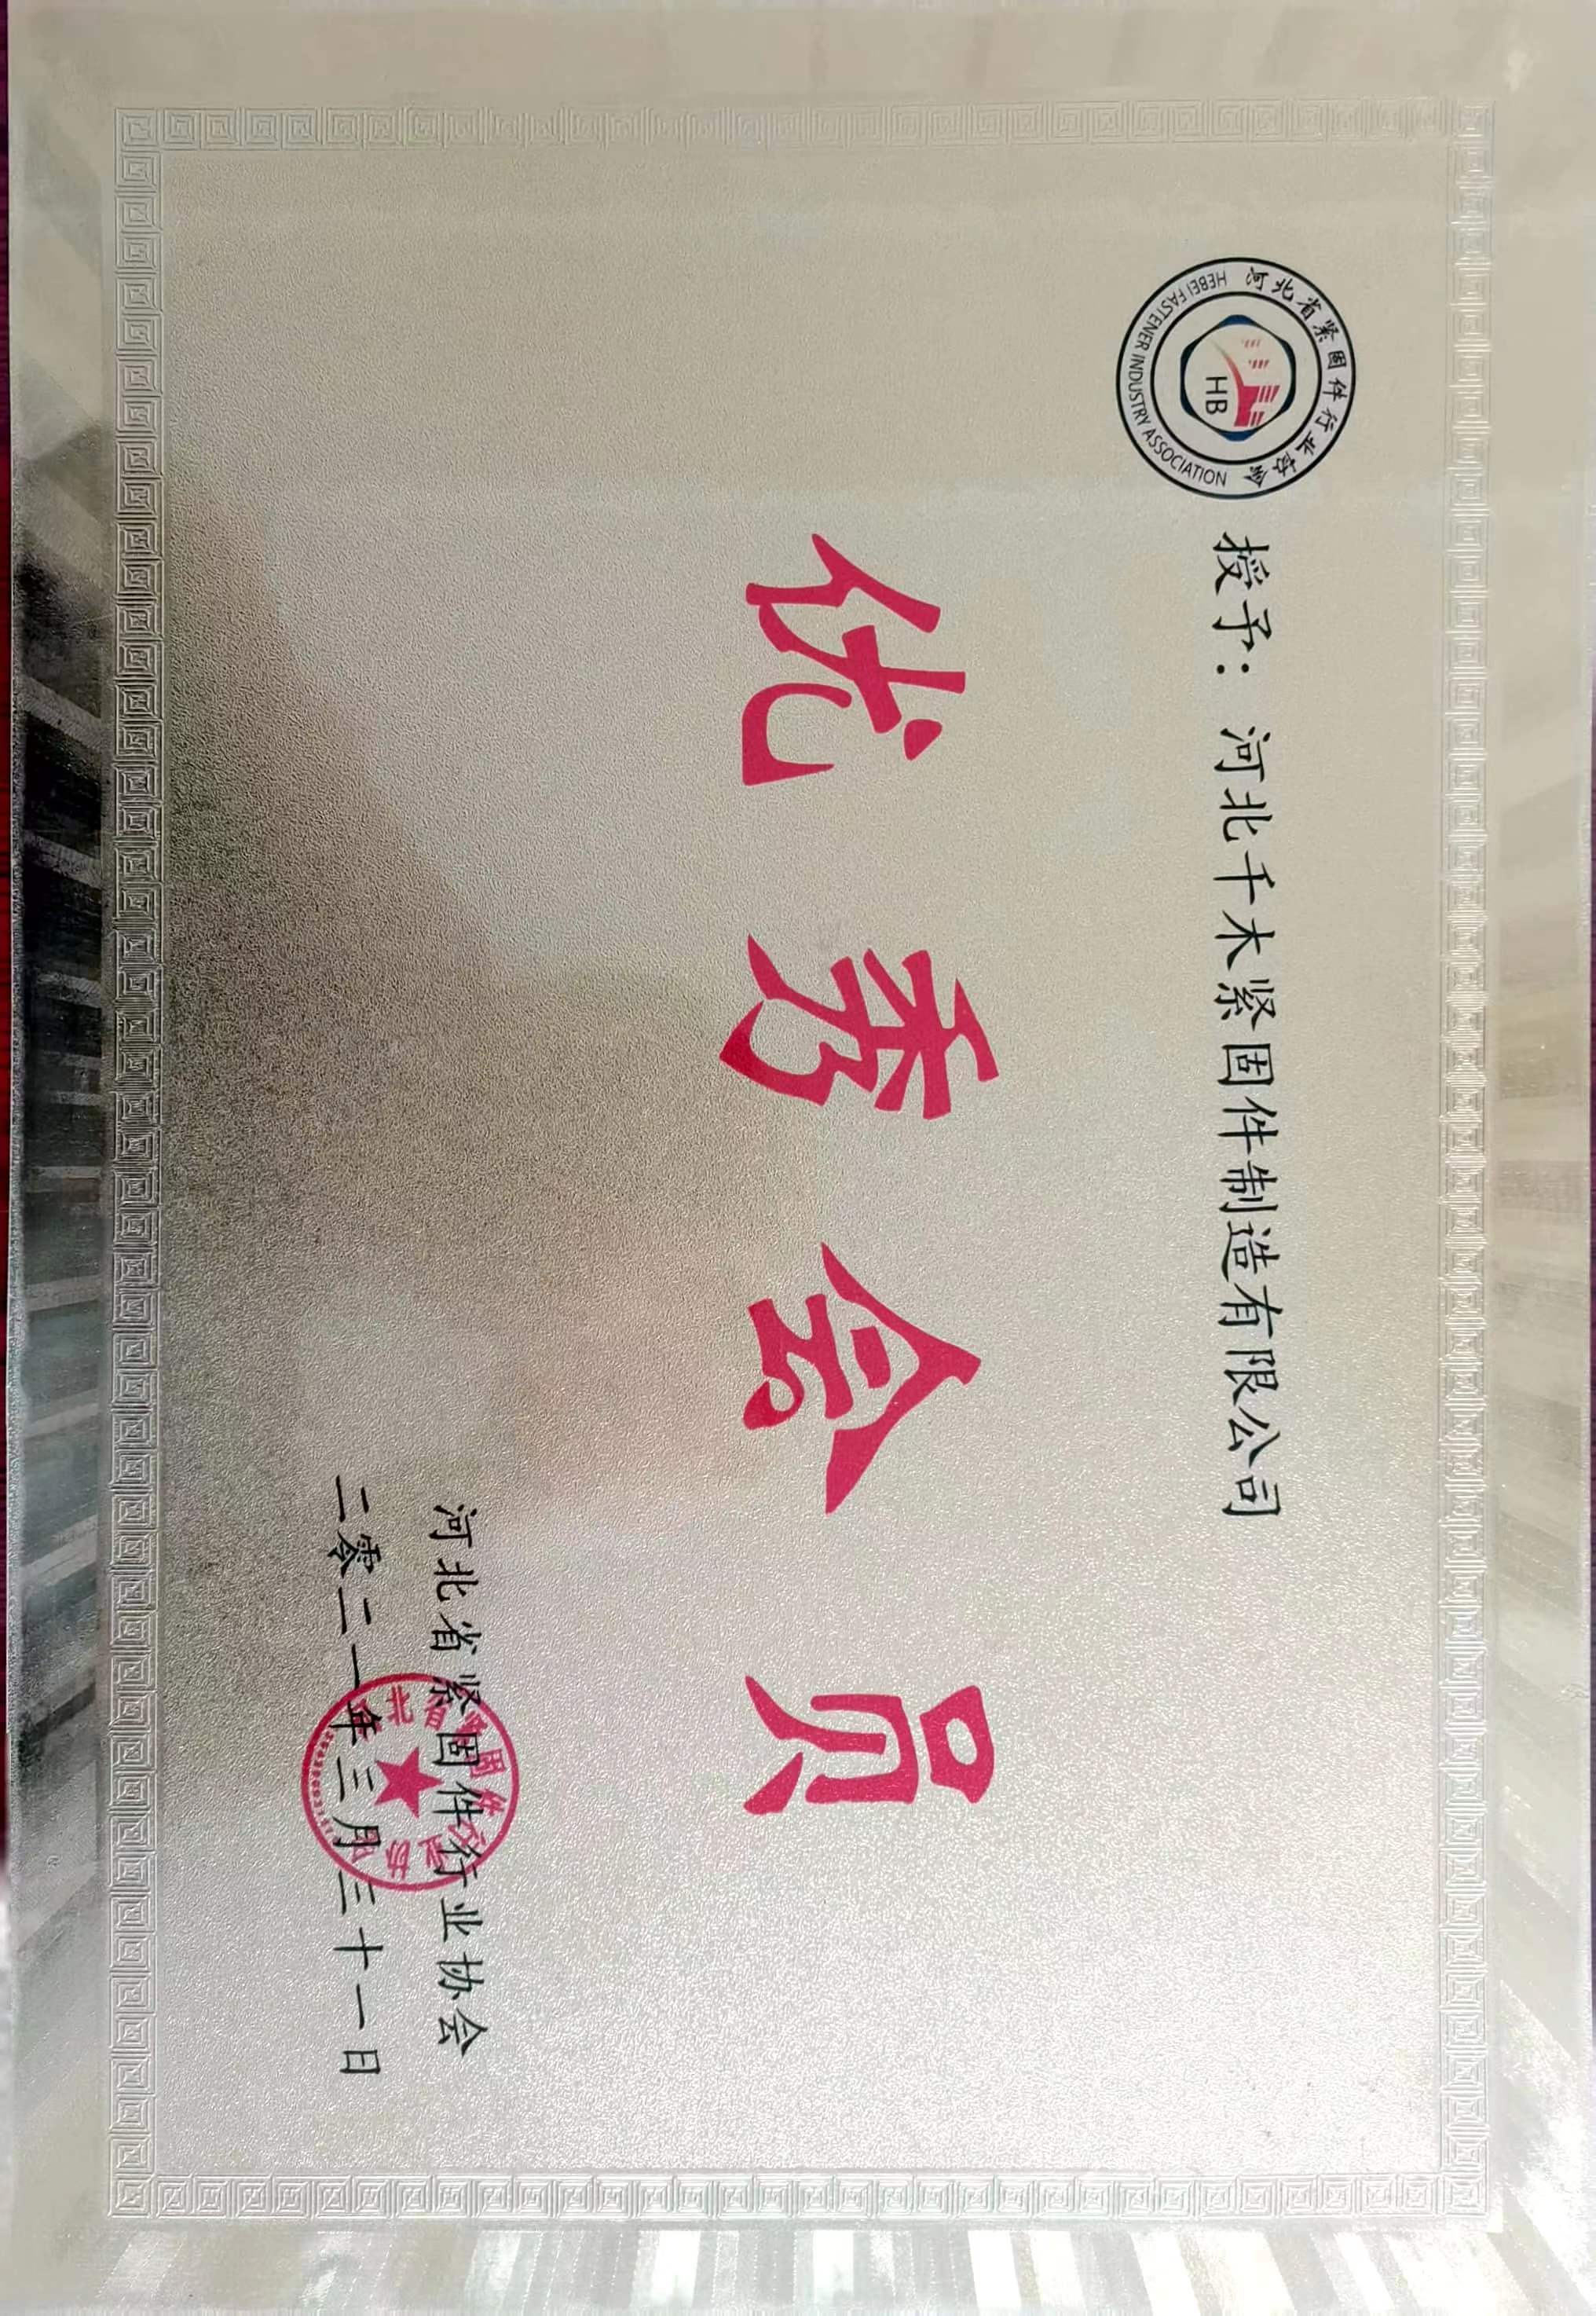 河北省紧固件行业协会
HEBEI FASTENER INDUSTRY ASSOCIATION
HB
授予：河北千木紧固件制造有限公司
优秀会员
河北省紧固件行业协会
二零二一年三月三十一日